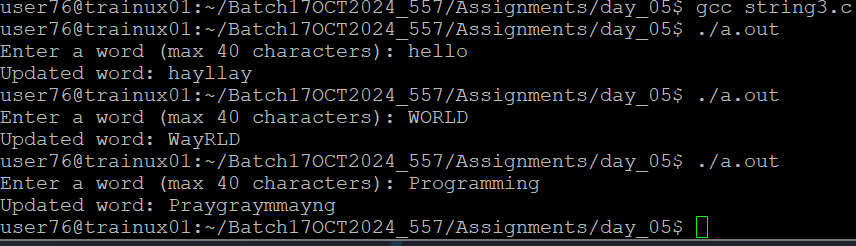 user76@trainux01:~/Batch17OCT2024_557/Assignments/day_05$ gcc string3.c
user76@trainux01:~/Batch17OCT2024_557/Assignments/day_05$ ./a.out
Enter a word (max 40 characters): hello
Updated word: hayllay
user76@trainux01:~/Batch17OCT2024_557/Assignments/day_05$ ./a.out
Enter a word (max 40 characters): WORLD
Updated word: WayRLD
user76@trainux01:~/Batch17OCT2024_557/Assignments/day_05$ ./a.out
Enter a word (max 40 characters): Programming
Updated word: Praygraymmayng
user76@trainux01:~/Batch17OCT2024_557/Assignments/day_05$